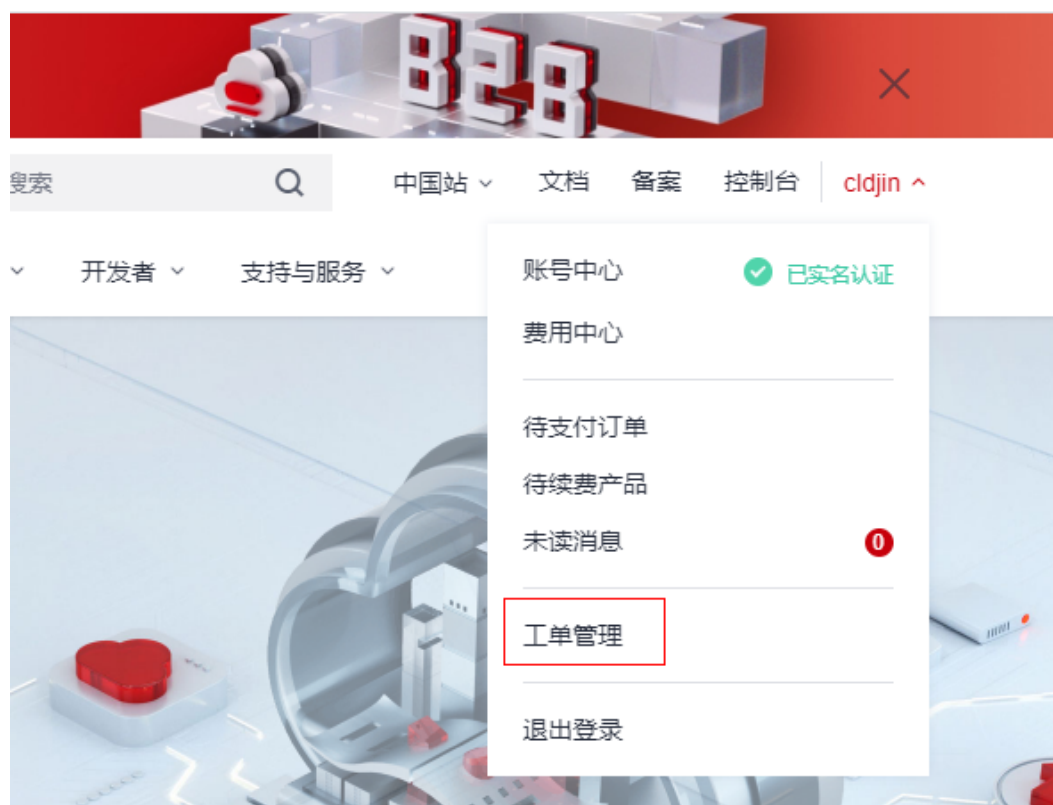 828
搜索
中国站 文档 备案 控制台 cldjin
开发者 支持与服务
账号中心 已实名认证
费用中心
待支付订单
待续费产品
未读消息 0
工单管理
退出登录